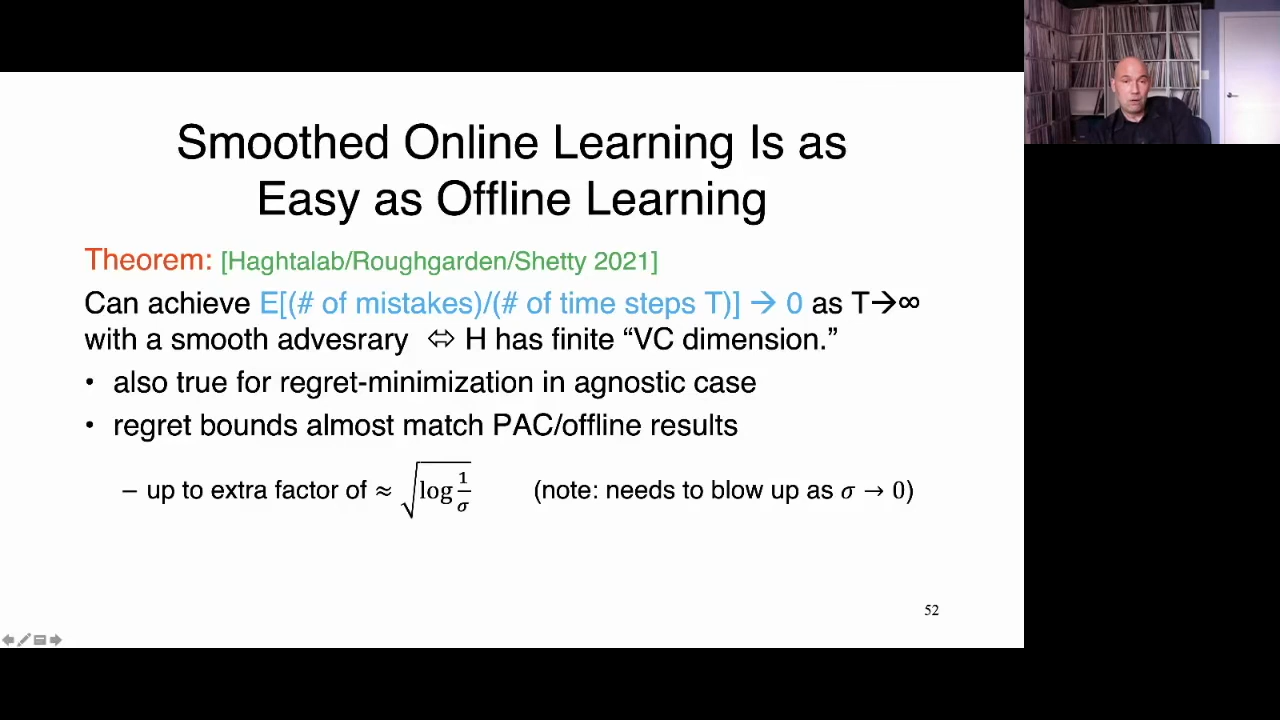 Smoothed Online Learning Is as
Easy as Offline Learning
Theorem: [Haghtalab/Roughgarden/Shetty 2021]
Can achieve E[(# of mistakes)/(# of time steps T)] → 0 as T→∞
with a smooth advesrary ⇔ H has finite “VC dimension.”
• also true for regret-minimization in agnostic case
• regret bounds almost match PAC/offline results
– up to extra factor of ≈ √log 1/σ (note: needs to blow up as σ → 0)
52